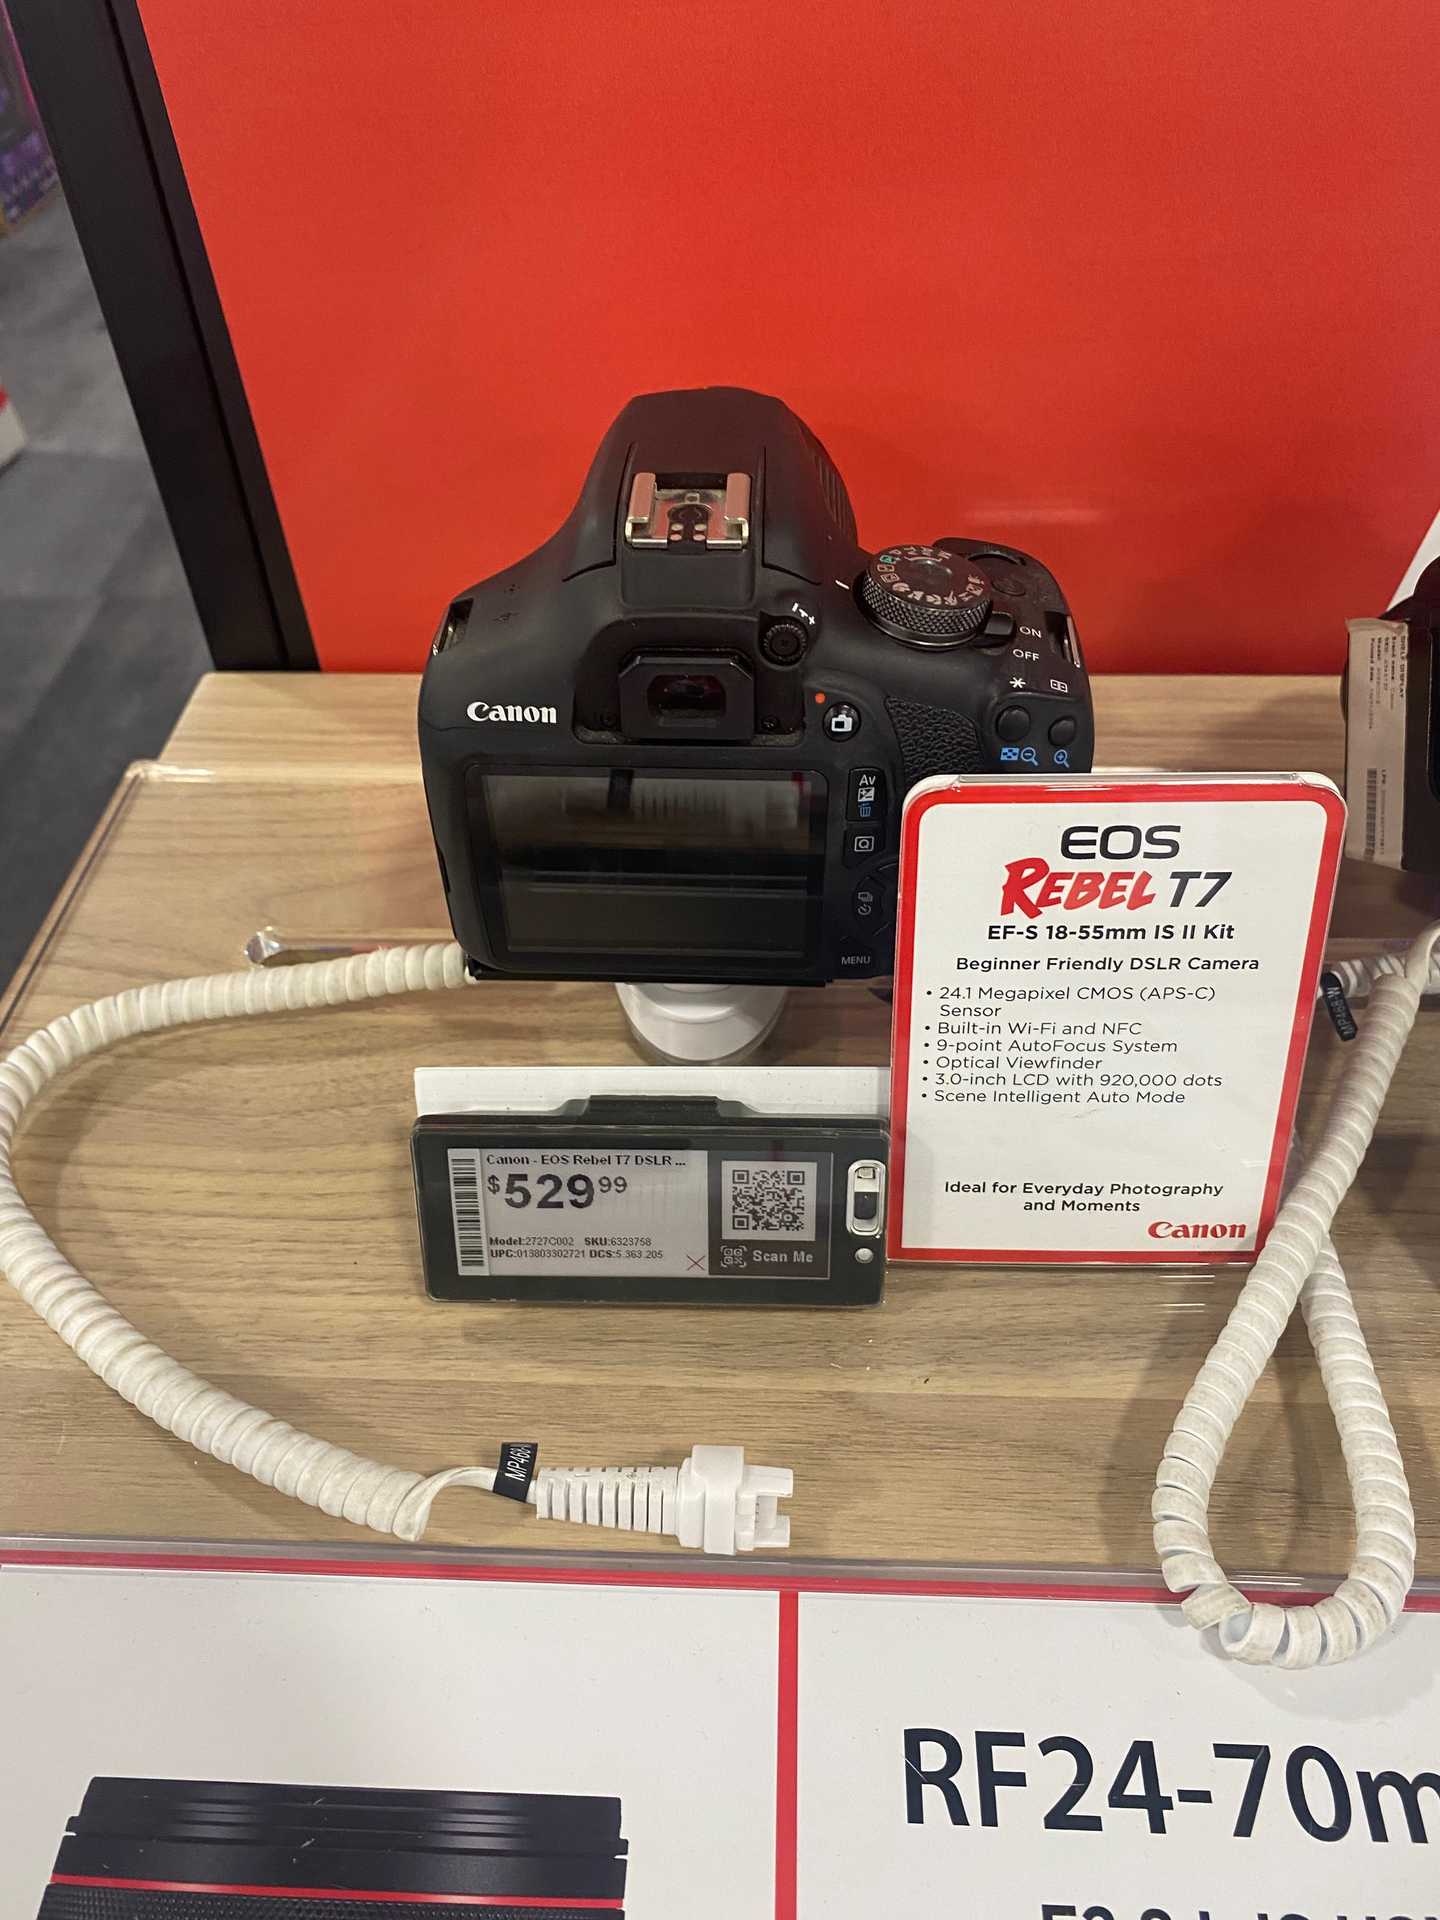 Canon
ON
OFF
Av
Q
MENU
EOS
REBEL T7
EF-S 18-55mm IS II Kit
Beginner Friendly DSLR Camera
• 24.1 Megapixel CMOS (APS-C)
Sensor
• Built-in Wi-Fi and NFC
• 9-point AutoFocus System
• Optical Viewfinder
• 3.0-inch LCD with 920,000 dots
• Scene Intelligent Auto Mode
Ideal for Everyday Photography
and Moments
Canon
Canon - EOS Rebel T7 DSLR ...
$529 99
Model:2727C002 SKU:6323758
UPC:013803302721 DCS:5.363.205
Scan Me
RF24-70m